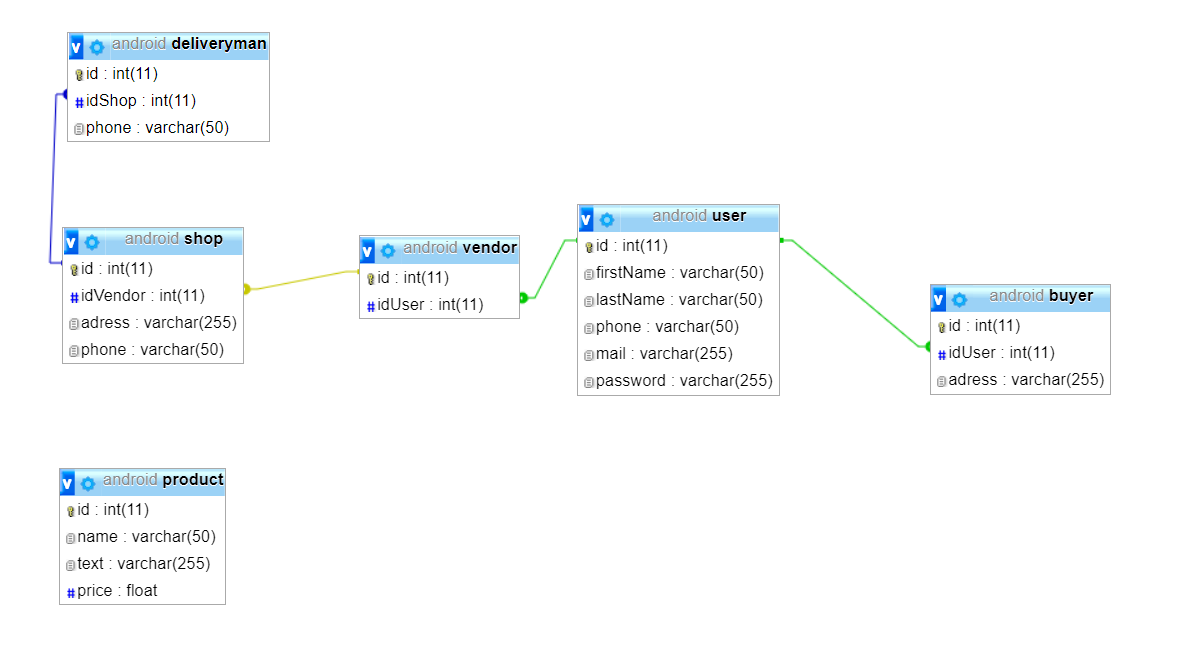 v android deliveryman
id : int(11)
#idShop : int(11)
phone : varchar(50)
v android shop
id : int(11)
#idVendor : int(11)
adress : varchar(255)
phone : varchar(50)
v android vendor
id : int(11)
#idUser : int(11)
v android user
id : int(11)
firstName : varchar(50)
lastName : varchar(50)
phone : varchar(50)
mail : varchar(255)
password : varchar(255)
v android buyer
id : int(11)
#idUser : int(11)
adress : varchar(255)
v android product
id : int(11)
name : varchar(50)
text : varchar(255)
#price : float